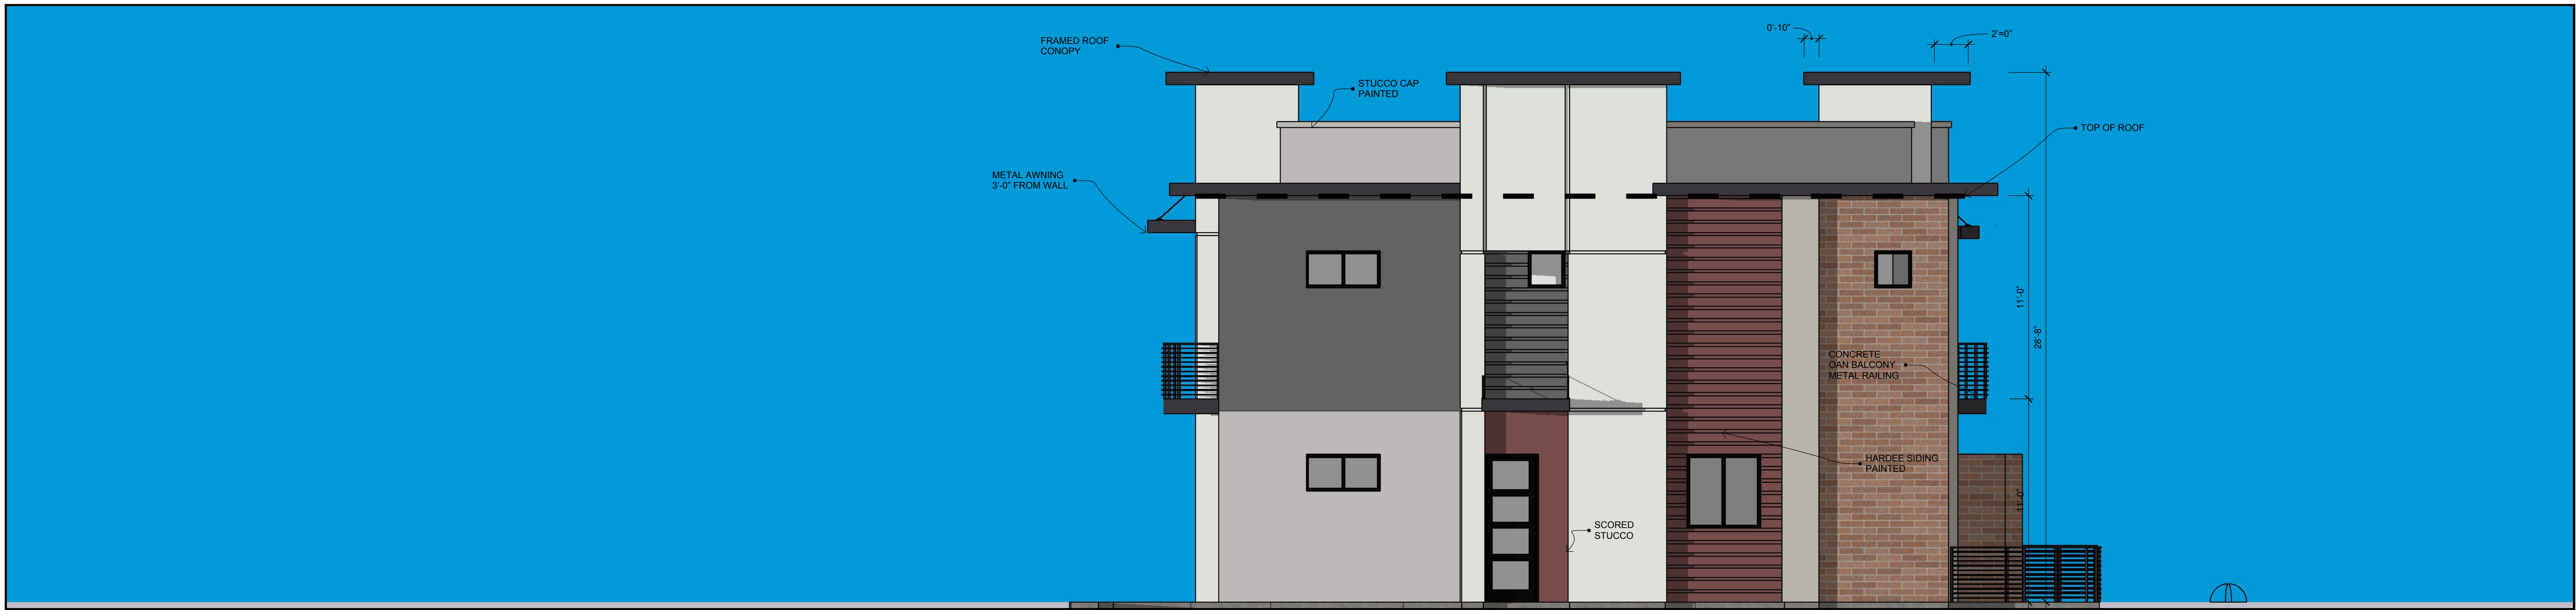 FRAMED ROOF
CONOPY
0'-10"
2'=0"
STUCCO CAP
PAINTED
TOP OF ROOF
METAL AWNING
3'-0" FROM WALL
11'-0"
28'-8"
CONCRETE
OAN BALCONY
METAL RAILING
HARDEE SIDING
PAINTED
11'-0"
SCORED
STUCCO